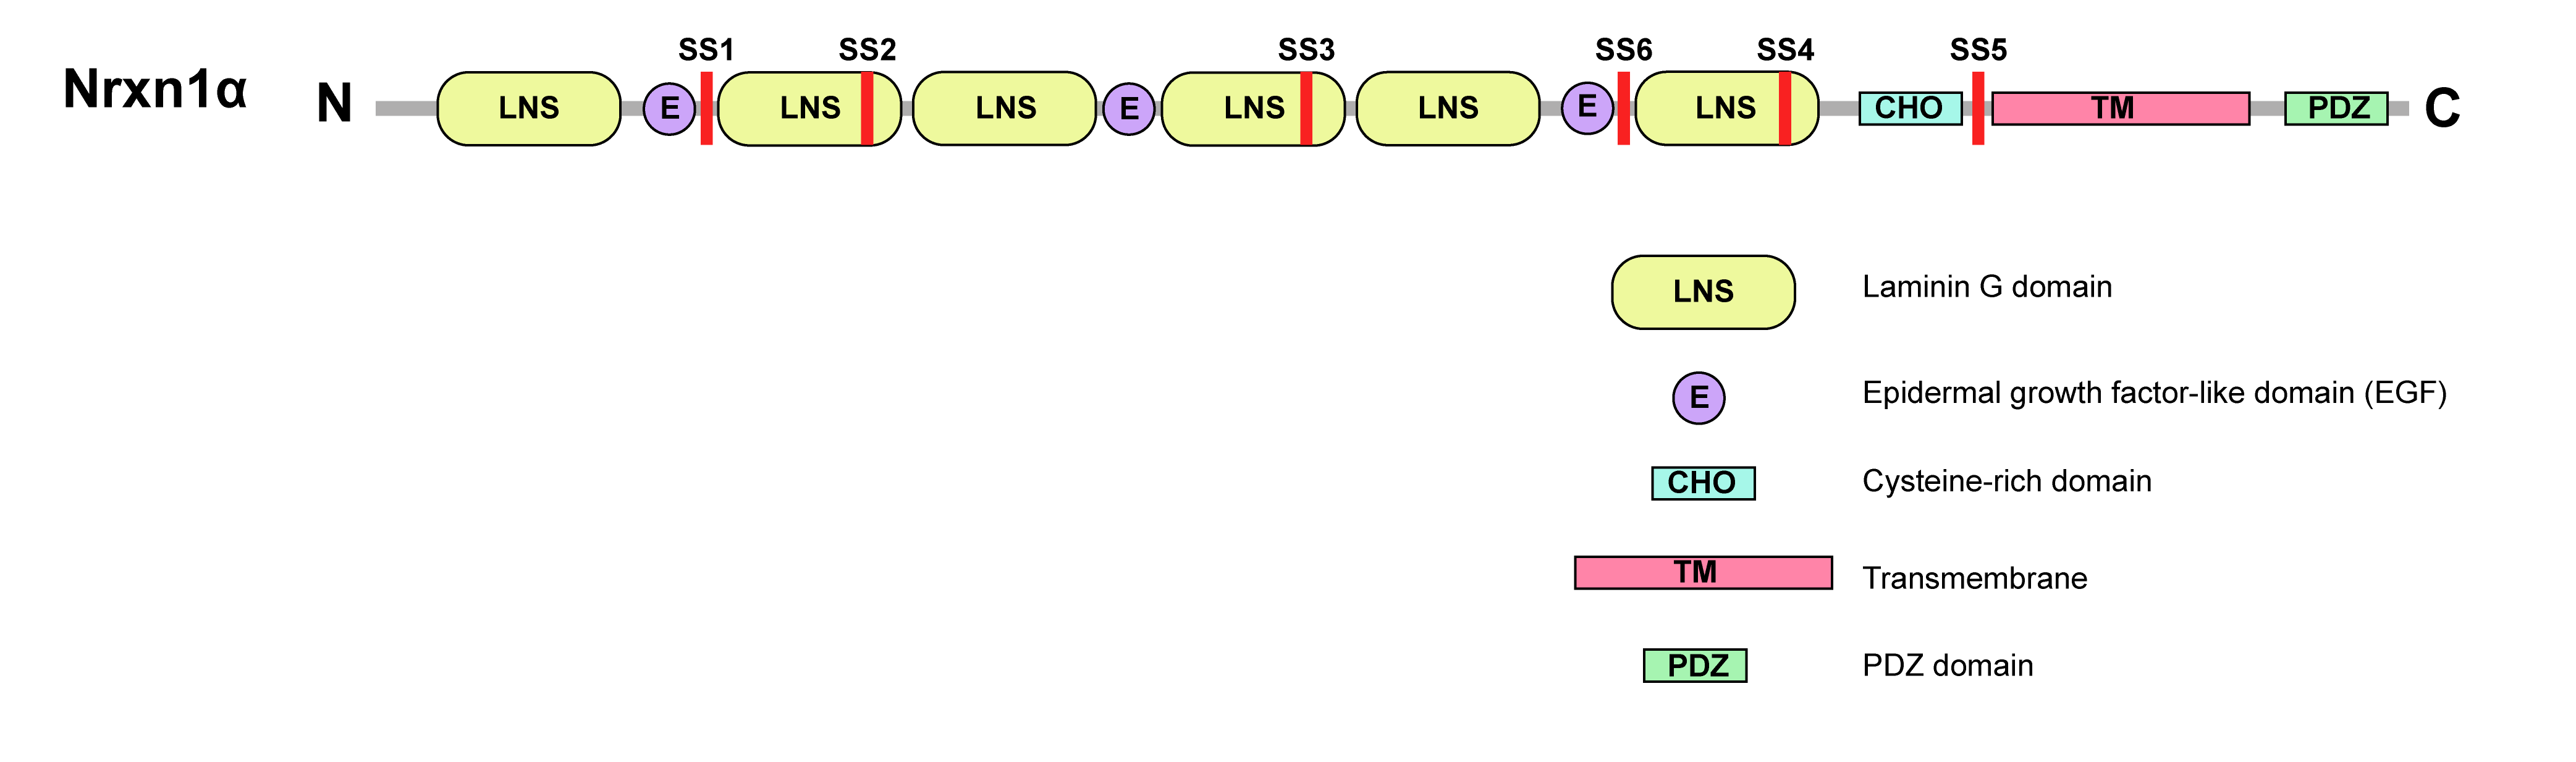 SS1 SS2 SS3 SS6 SS4 SS5
Nrxn1α N LNS E LNS LNS E LNS LNS E LNS CHO TM PDZ C
LNS Laminin G domain
E Epidermal growth factor-like domain (EGF)
CHO Cysteine-rich domain
TM Transmembrane
PDZ PDZ domain